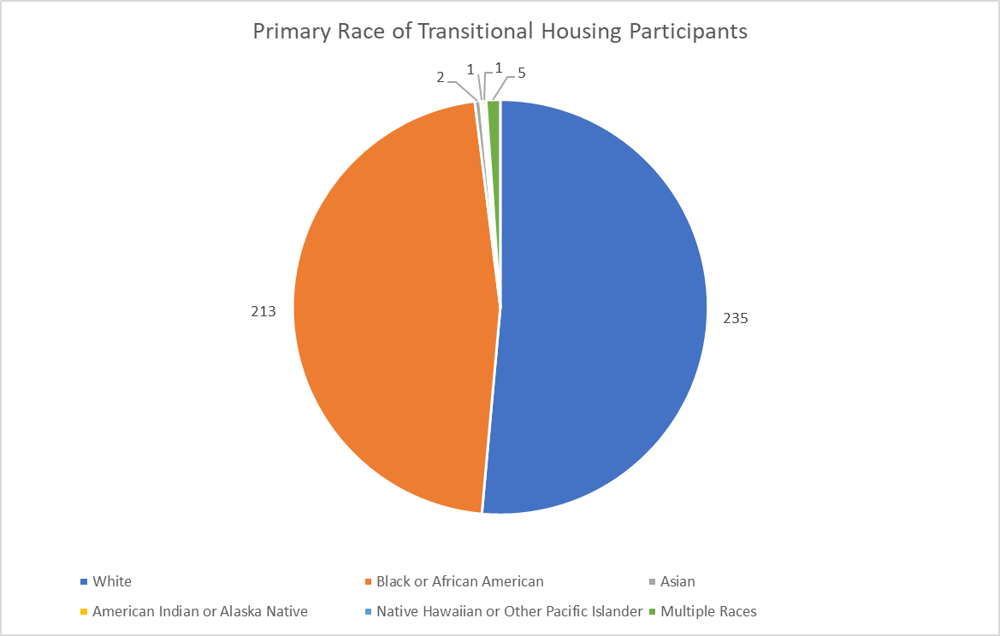 Primary Race of Transitional Housing Participants
2 1 1 5
213
235
White Black or African American Asian
American Indian or Alaska Native Native Hawaiian or Other Pacific Islander Multiple Races